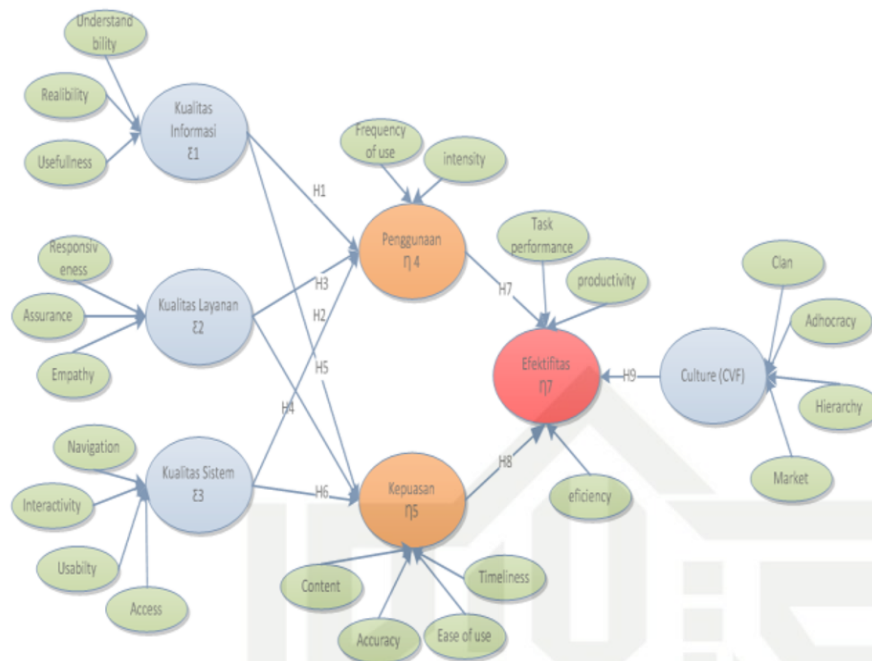 Understand
bility
Realibility
Usefullness
Kualitas
Informasi
ξ1
Responsiv
eness
Assurance
Empathy
Kualitas Layanan
ξ2
Navigation
Interactivity
Usabilty
Access
Kualitas Sistem
ξ3
H1
H3
H2
H5
H4
H6
Frequency
of use
intensity
Penggunaan
η 4
Kepuasan
η5
Content
Accuracy
Ease of use
Timeliness
H7
H8
Task
performance
productivity
Efektifitas
η7
eficiency
H9
Culture (CVF)
Clan
Adhocracy
Hierarchy
Market